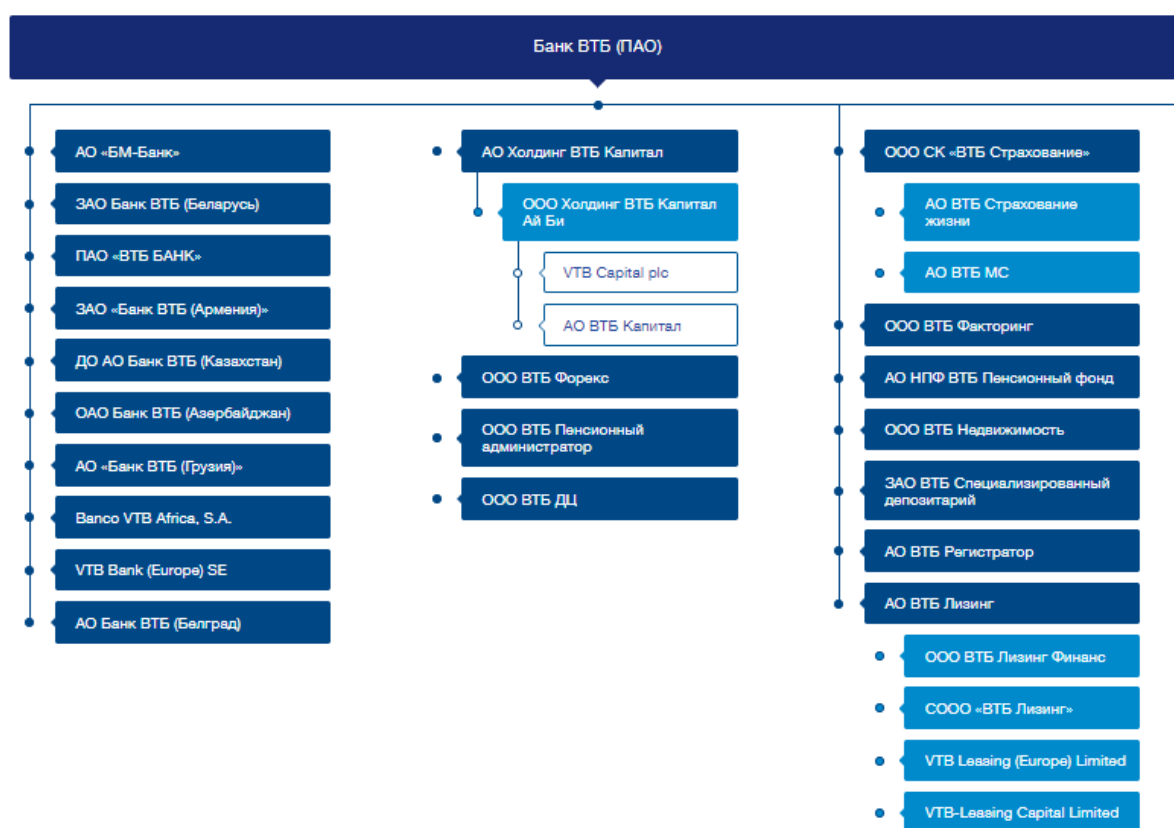 Банк ВТБ (ПАО)
АО «БМ-Банк»
ЗАО Банк ВТБ (Беларусь)
ПАО «ВТБ БАНК»
ЗАО «Банк ВТБ (Армения)»
ДО АО Банк ВТБ (Казахстан)
ОАО Банк ВТБ (Азербайджан)
АО «Банк ВТБ (Грузия)»
Banco VTB Africa, S.A.
VTB Bank (Europe) SE
АО Банк ВТБ (Белград)
АО Холдинг ВТБ Капитал
ООО Холдинг ВТБ Капитал
Ай Би
VTB Capital plc
АО ВТБ Капитал
ООО ВТБ Форекс
ООО ВТБ Пенсионный
администратор
ООО ВТБ ДЦ
ООО СК «ВТБ Страхование»
АО ВТБ Страхование
жизни
АО ВТБ МС
ООО ВТБ Факторинг
АО НПФ ВТБ Пенсионный фонд
ООО ВТБ Недвижимость
ЗАО ВТБ Специализированный
депозитарий
АО ВТБ Регистратор
АО ВТБ Лизинг
ООО ВТБ Лизинг Финанс
СООО «ВТБ Лизинг»
VTB Leasing (Europe) Limited
VTB-Leasing Capital Limited